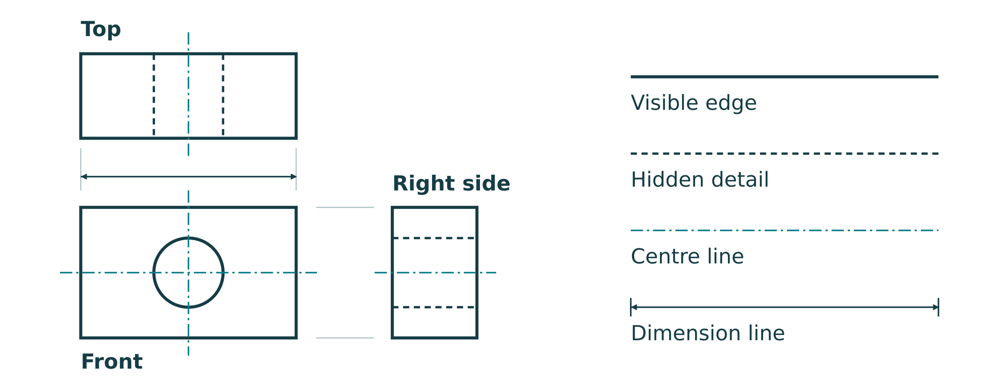 Top
Right side
Front
Visible edge
Hidden detail
Centre line
Dimension line